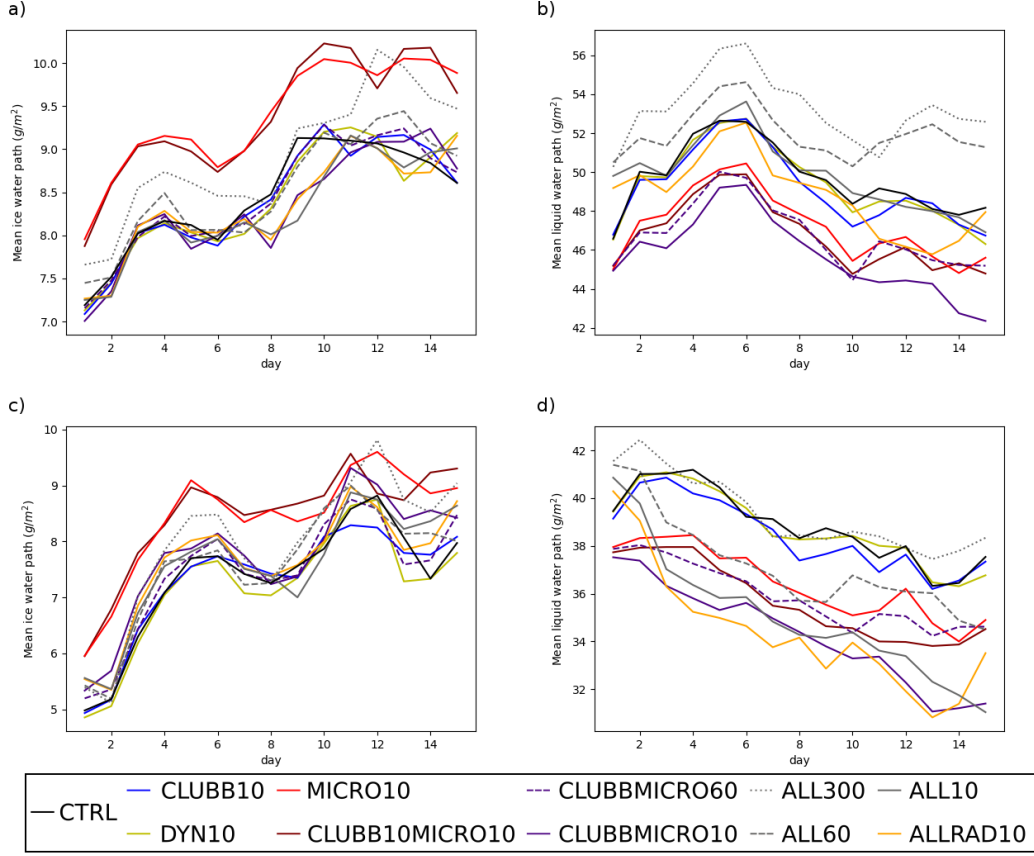 a)
Mean ice water path (g/m²)
10.0
9.5
9.0
8.5
8.0
7.5
7.0
2 4 6 8 10 12 14
day
b)
Mean liquid water path (g/m²)
56
54
52
50
48
46
44
42
2 4 6 8 10 12 14
day
c)
Mean ice water path (g/m²)
10
9
8
7
6
5
2 4 6 8 10 12 14
day
d)
Mean liquid water path (g/m²)
42
40
38
36
34
32
2 4 6 8 10 12 14
day
CTRL
CLUBB10 MICRO10 CLUBBMICRO60 ALL300 ALL10
DYN10 CLUBB10MICRO10 CLUBBMICRO10 ALL60 ALLRAD10